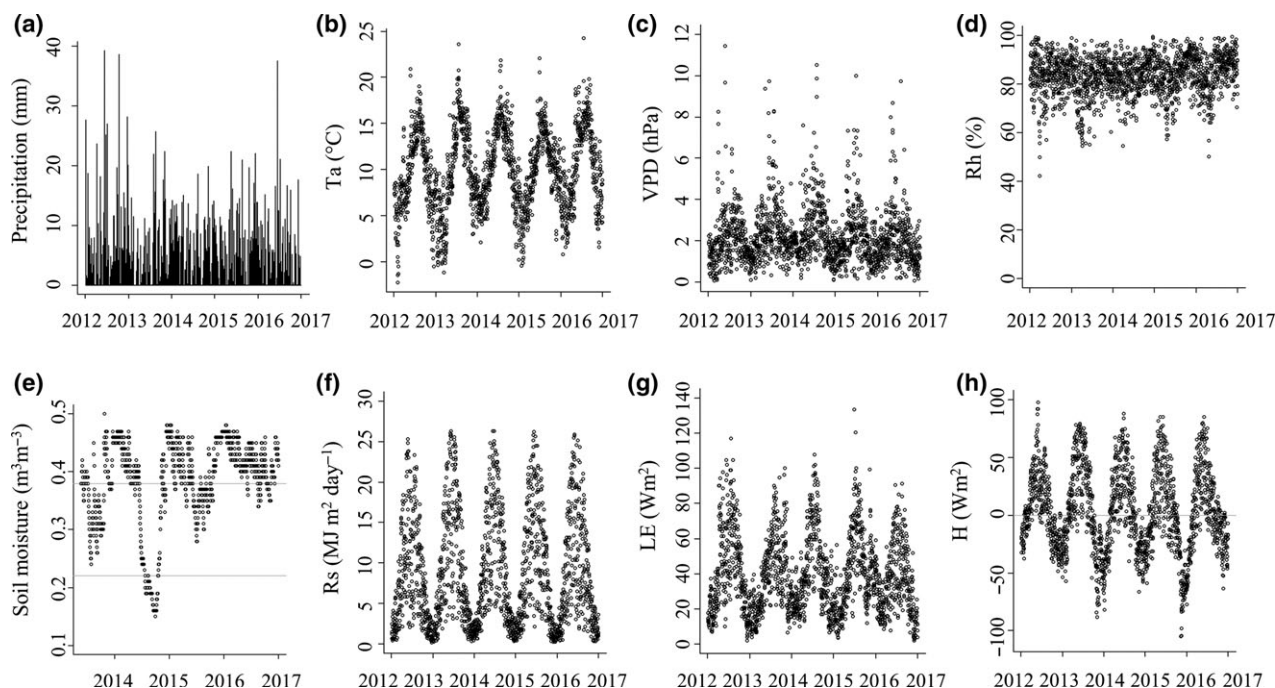 (a)
Precipitation (mm)
40
30
20
10
0
2012 2013 2014 2015 2016 2017
(b)
Ta (°C)
25
20
15
10
5
0
2012 2013 2014 2015 2016 2017
(c)
VPD (hPa)
12
10
8
6
4
2
0
2012 2013 2014 2015 2016 2017
(d)
Rh (%)
100
80
60
40
20
0
2012 2013 2014 2015 2016 2017
(e)
Soil moisture (m³m⁻³)
0.5
0.4
0.3
0.2
0.1
2014 2015 2016 2017
(f)
Rs (MJ m² day⁻¹)
30
25
20
15
10
5
0
2012 2013 2014 2015 2016 2017
(g)
LE (Wm²)
140
120
100
80
60
40
20
0
2012 2013 2014 2015 2016 2017
(h)
H (Wm²)
100
50
0
−50
−100
2012 2013 2014 2015 2016 2017